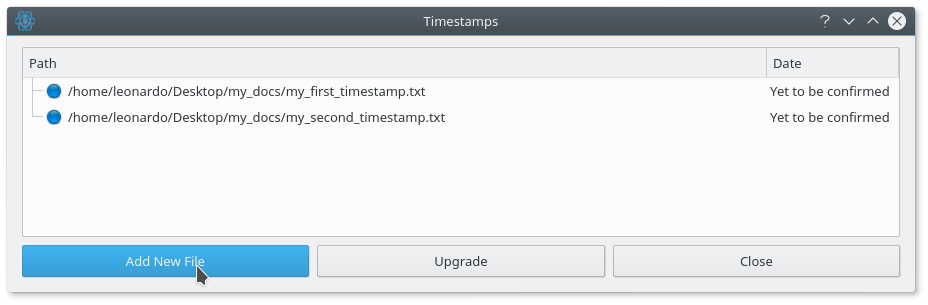 Timestamps
?
Path Date
/home/leonardo/Desktop/my_docs/my_first_timestamp.txt Yet to be confirmed
/home/leonardo/Desktop/my_docs/my_second_timestamp.txt Yet to be confirmed
Add New File Upgrade Close